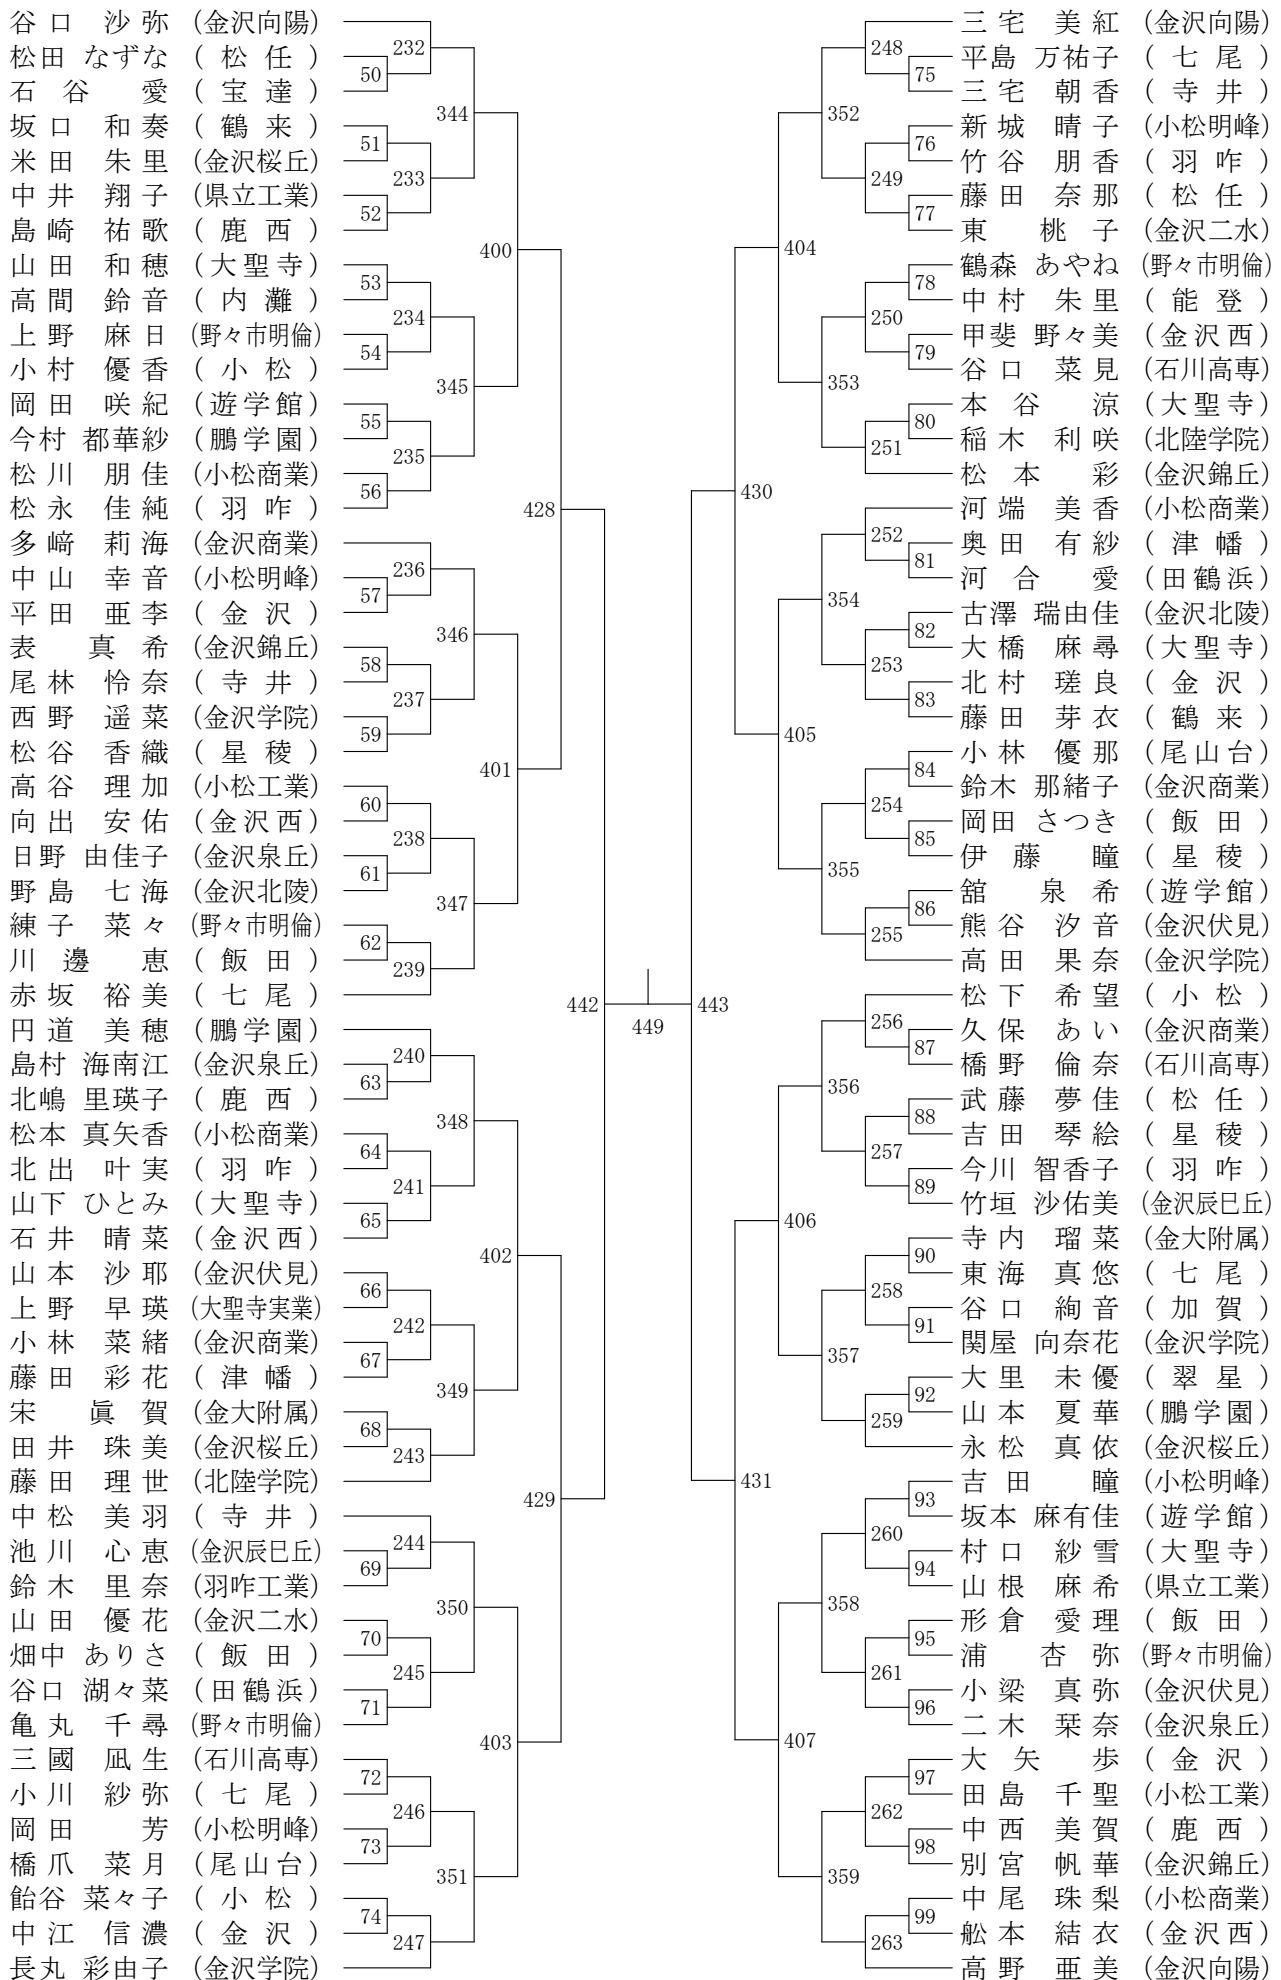 谷口 沙弥 (金沢向陽)
松田 なずな (松任)
石谷 愛 (宝達)
坂口 和奏 (鶴来)
米田 朱里 (金沢桜丘)
中井 翔子 (県立工業)
島崎 祐歌 (鹿西)
山田 和穂 (大聖寺)
高間 鈴音 (内灘)
上野 麻日 (野々市明倫)
小村 優香 (小松)
岡田 咲紀 (遊学館)
今村 都華紗 (鵬学園)
松川 朋佳 (小松商業)
松永 佳純 (羽咋)
多﨑 莉海 (金沢商業)
中山 幸音 (小松明峰)
平田 亜李 (金沢)
表 真希 (金沢錦丘)
尾林 怜奈 (寺井)
西野 遥菜 (金沢学院)
松谷 香織 (星稜)
高谷 理加 (小松工業)
向出 安佑 (金沢西)
日野 由佳子 (金沢泉丘)
野島 七海 (金沢北陵)
練子 菜々 (野々市明倫)
川邊 恵 (飯田)
赤坂 裕美 (七尾)
円道 美穂 (鵬学園)
島村 海南江 (金沢泉丘)
北嶋 里瑛子 (鹿西)
松本 真矢香 (小松商業)
北出 叶実 (羽咋)
山下 ひとみ (大聖寺)
石井 晴菜 (金沢西)
山本 沙耶 (金沢伏見)
上野 早瑛 (大聖寺実業)
小林 菜緒 (金沢商業)
藤田 彩花 (津幡)
宋 眞賀 (金大附属)
田井 珠美 (金沢桜丘)
藤田 理世 (北陸学院)
中松 美羽 (寺井)
池川 心恵 (金沢辰巳丘)
鈴木 里奈 (羽咋工業)
山田 優花 (金沢二水)
畑中 ありさ (飯田)
谷口 湖々菜 (田鶴浜)
亀丸 千尋 (野々市明倫)
三國 凪生 (石川高専)
小川 紗弥 (七尾)
岡田 芳 (小松明峰)
橋爪 菜月 (尾山台)
飴谷 菜々子 (小松)
中江 信濃 (金沢)
長丸 彩由子 (金沢学院)
50
51
52
53
54
55
56
57
58
59
60
61
62
63
64
65
66
67
68
69
70
71
72
73
74
232
233
234
235
236
237
238
239
240
241
242
243
244
245
246
247
344
345
346
347
348
349
350
351
400
401
402
403
428
429
442
449
443
430
431
404
405
406
407
352
353
354
355
356
357
358
359
248
249
250
251
252
253
254
255
256
257
258
259
260
261
262
263
75
76
77
78
79
80
81
82
83
84
85
86
87
88
89
90
91
92
93
94
95
96
97
98
99
三宅 美紅 (金沢向陽)
平島 万祐子 (七尾)
三宅 朝香 (寺井)
新城 晴子 (小松明峰)
竹谷 朋香 (羽咋)
藤田 奈那 (松任)
東 桃子 (金沢二水)
鶴森 あやね (野々市明倫)
中村 朱里 (能登)
甲斐 野々美 (金沢西)
谷口 菜見 (石川高専)
本谷 涼 (大聖寺)
稲木 利咲 (北陸学院)
松本 彩 (金沢錦丘)
河端 美香 (小松商業)
奥田 有紗 (津幡)
河合 愛 (田鶴浜)
古澤 瑞由佳 (金沢北陵)
大橋 麻尋 (大聖寺)
北村 瑳良 (金沢)
藤田 芽衣 (鶴来)
小林 優那 (尾山台)
鈴木 那緒子 (金沢商業)
岡田 さつき (飯田)
伊藤 瞳 (星稜)
舘 泉希 (遊学館)
熊谷 汐音 (金沢伏見)
高田 果奈 (金沢学院)
松下 希望 (小松)
久保 あい (金沢商業)
橋野 倫奈 (石川高専)
武藤 夢佳 (松任)
吉田 琴絵 (星稜)
今川 智香子 (羽咋)
竹垣 沙佑美 (金沢辰巳丘)
寺内 瑠菜 (金大附属)
東海 真悠 (七尾)
谷口 絢音 (加賀)
関屋 向奈花 (金沢学院)
大里 未優 (翠星)
山本 夏華 (鵬学園)
永松 真依 (金沢桜丘)
吉田 瞳 (小松明峰)
坂本 麻有佳 (遊学館)
村口 紗雪 (大聖寺)
山根 麻希 (県立工業)
形倉 愛理 (飯田)
浦 杏弥 (野々市明倫)
小梁 真弥 (金沢伏見)
二木 栞奈 (金沢泉丘)
大矢 歩 (金沢)
田島 千聖 (小松工業)
中西 美賀 (鹿西)
別宮 帆華 (金沢錦丘)
中尾 珠梨 (小松商業)
舩本 結衣 (金沢西)
高野 亜美 (金沢向陽)